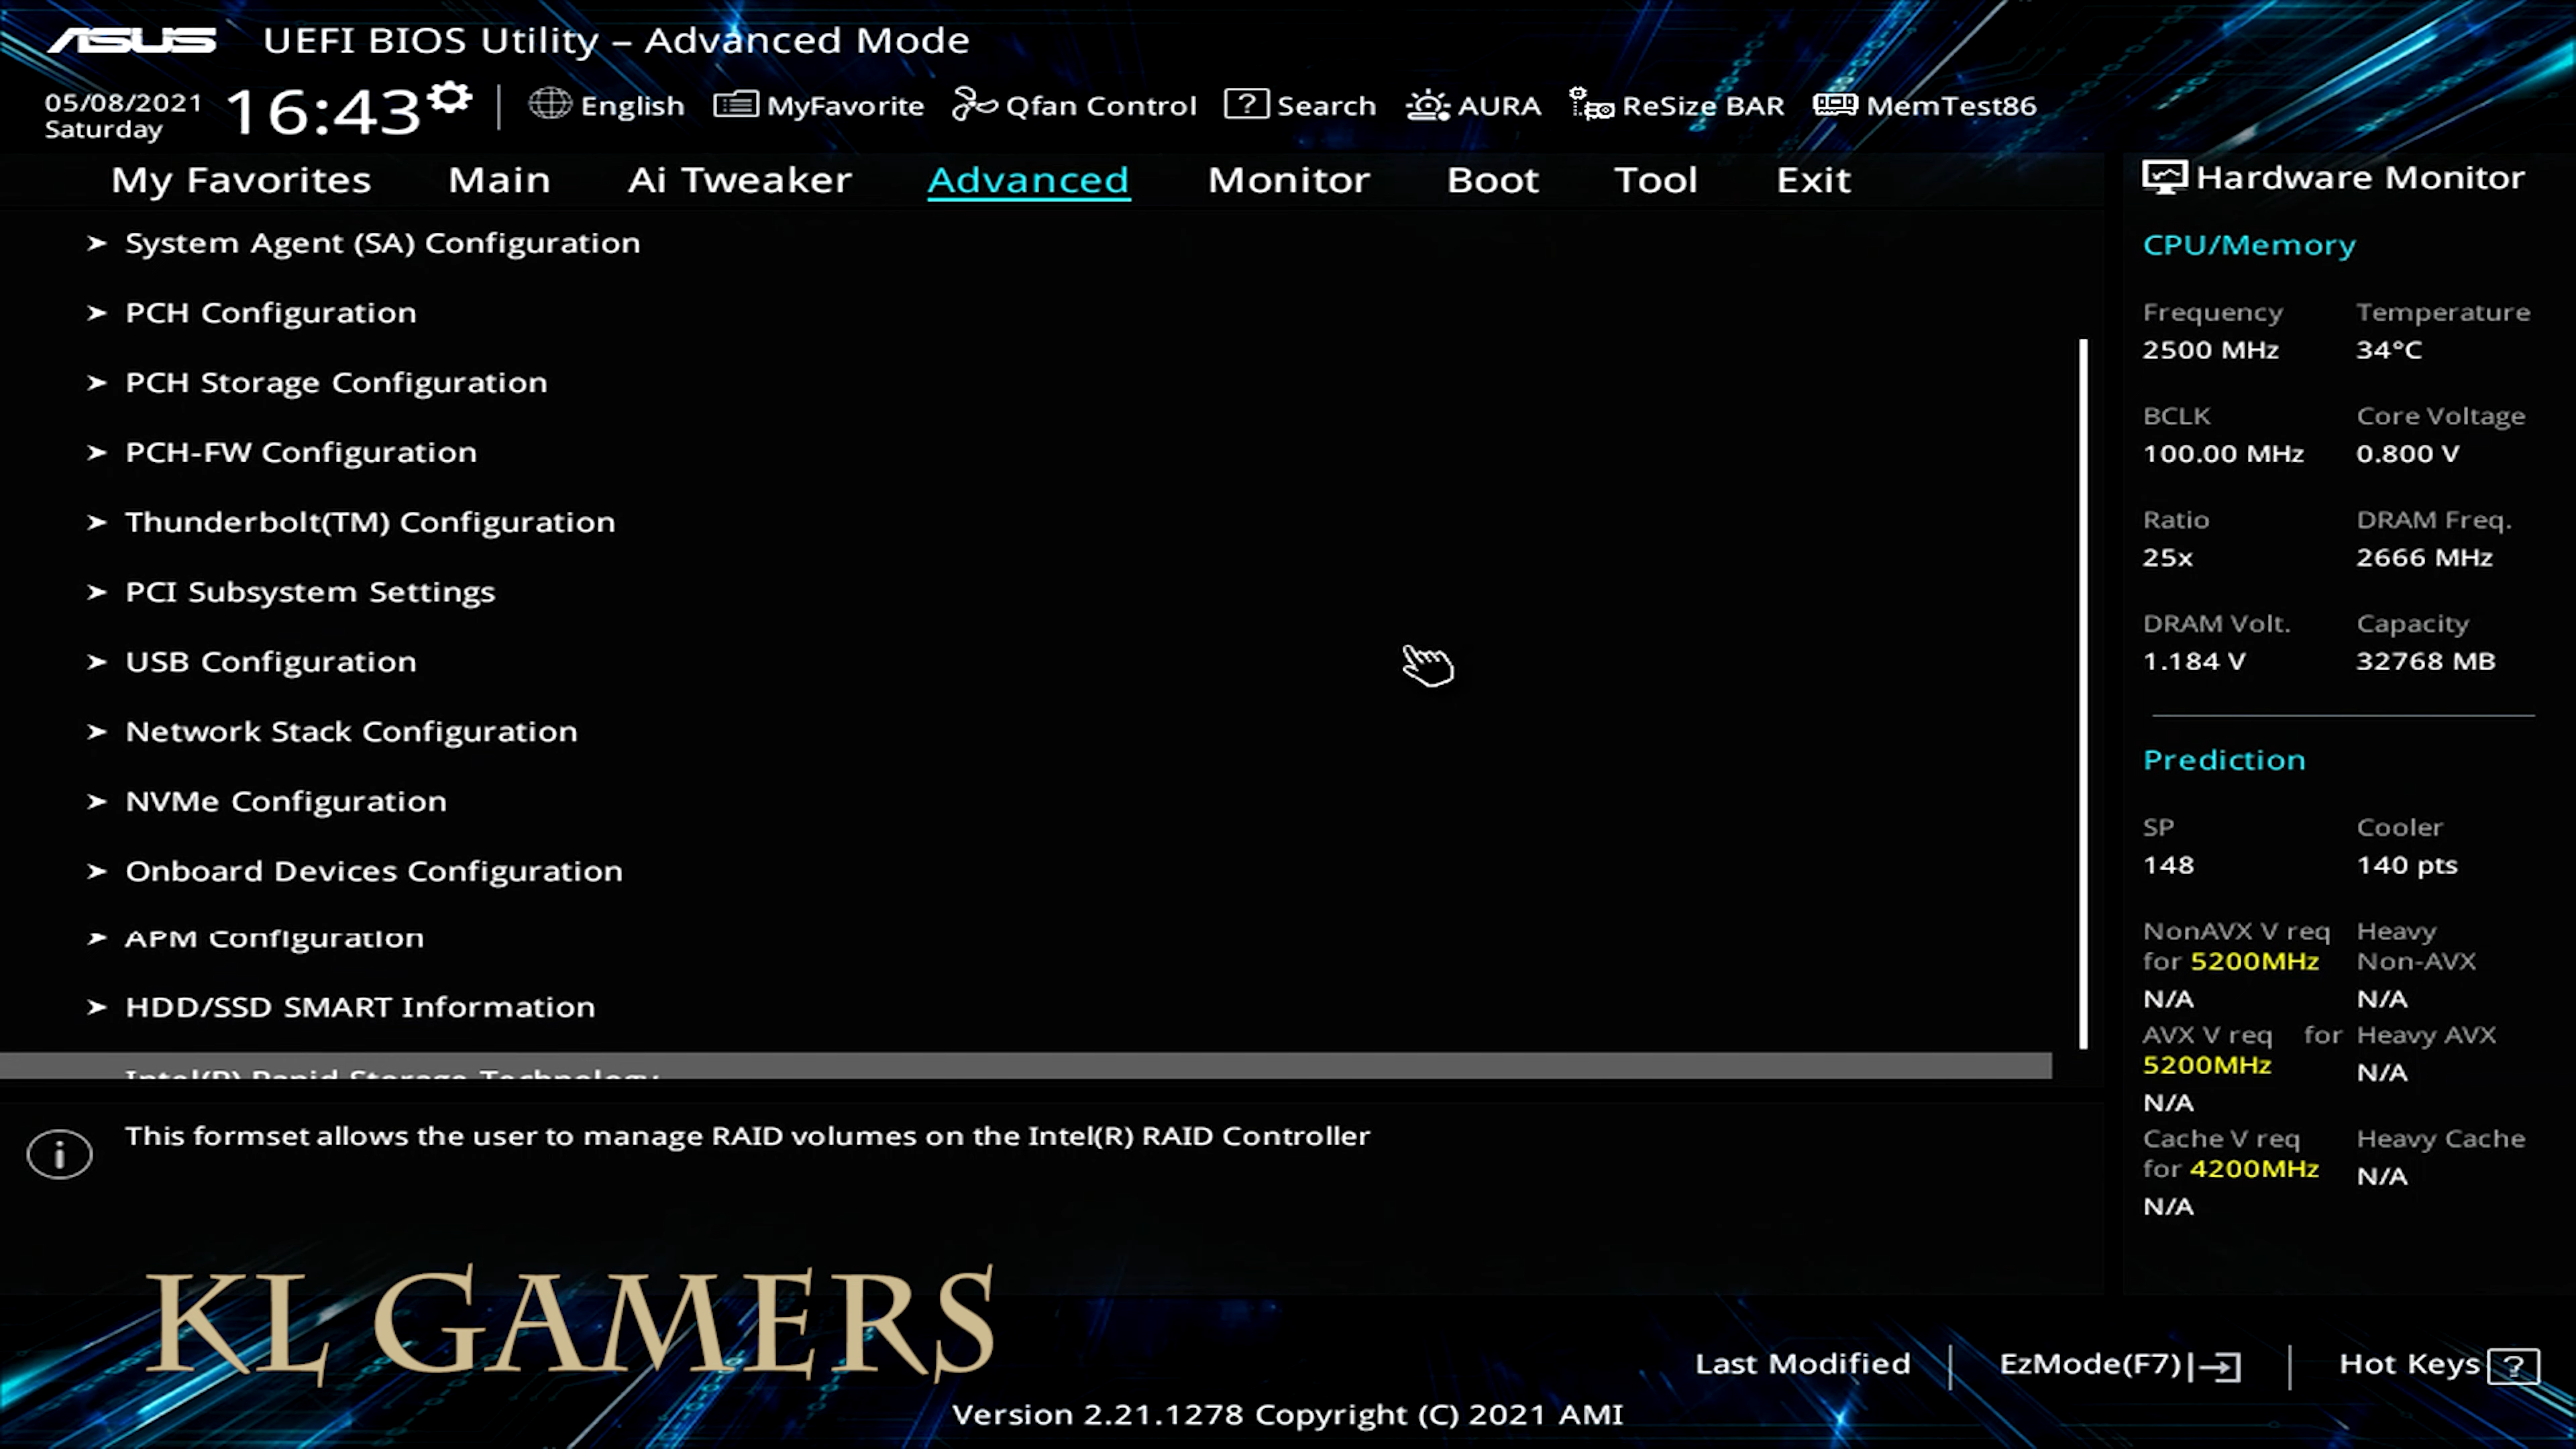 ASUS UEFI BIOS Utility – Advanced Mode
05/08/2021
Saturday
16:43
English MyFavorite Qfan Control ? Search AURA ReSize BAR MemTest86
My Favorites Main Ai Tweaker Advanced Monitor Boot Tool Exit
System Agent (SA) Configuration
PCH Configuration
PCH Storage Configuration
PCH-FW Configuration
Thunderbolt(TM) Configuration
PCI Subsystem Settings
USB Configuration
Network Stack Configuration
NVMe Configuration
Onboard Devices Configuration
APM Configuration
HDD/SSD SMART Information
Intel(R) Rapid Storage Technology
i This formset allows the user to manage RAID volumes on the Intel(R) RAID Controller
Hardware Monitor
CPU/Memory
Frequency Temperature
2500 MHz 34°C
BCLK Core Voltage
100.00 MHz 0.800 V
Ratio DRAM Freq.
25x 2666 MHz
DRAM Volt. Capacity
1.184 V 32768 MB
Prediction
SP Cooler
148 140 pts
NonAVX V req Heavy
for 5200MHz Non-AVX
N/A N/A
AVX V req for Heavy AVX
5200MHz N/A
N/A
Cache V req Heavy Cache
for 4200MHz N/A
N/A
KL GAMERS
Last Modified EzMode(F7) Hot Keys ?
Version 2.21.1278 Copyright (C) 2021 AMI